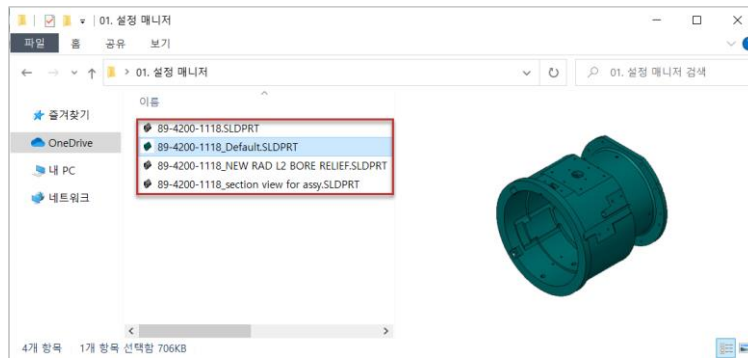 01. 설정 매니저
파일 홈 공유 보기
01. 설정 매니저
01. 설정 매니저 검색
이름
즐겨찾기
OneDrive
내 PC
네트워크
89-4200-1118.SLDPRT
89-4200-1118_Default.SLDPRT
89-4200-1118_NEW RAD L2 BORE RELIEF.SLDPRT
89-4200-1118_section view for assy.SLDPRT
4개 항목 1개 항목 선택함 706KB